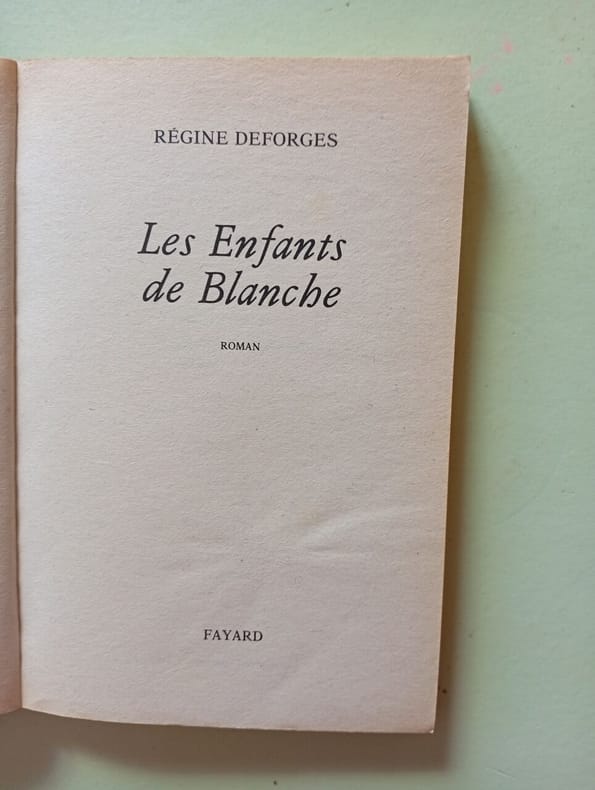 RÉGINE DEFORGES
Les Enfants
de Blanche
ROMAN
FAYARD